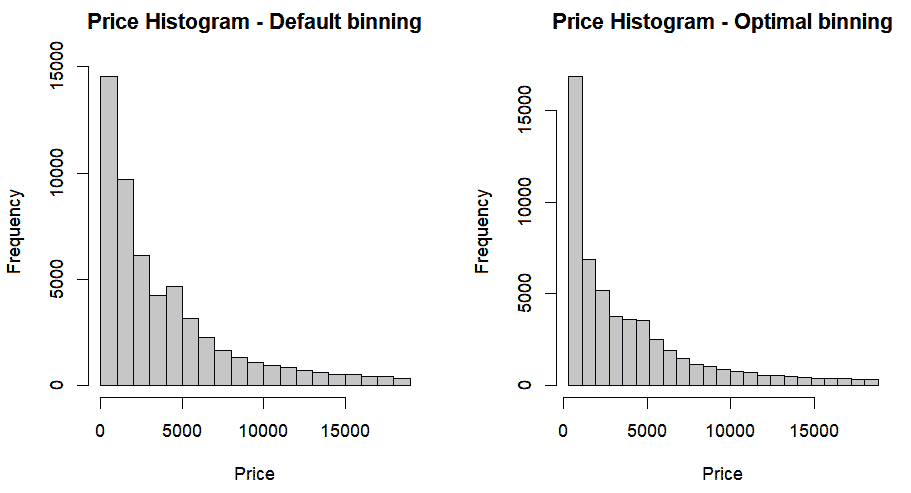 Price Histogram - Default binning
Frequency
15000
10000
5000
0
0 5000 10000 15000
Price
Price Histogram - Optimal binning
Frequency
15000
10000
5000
0
0 5000 10000 15000
Price